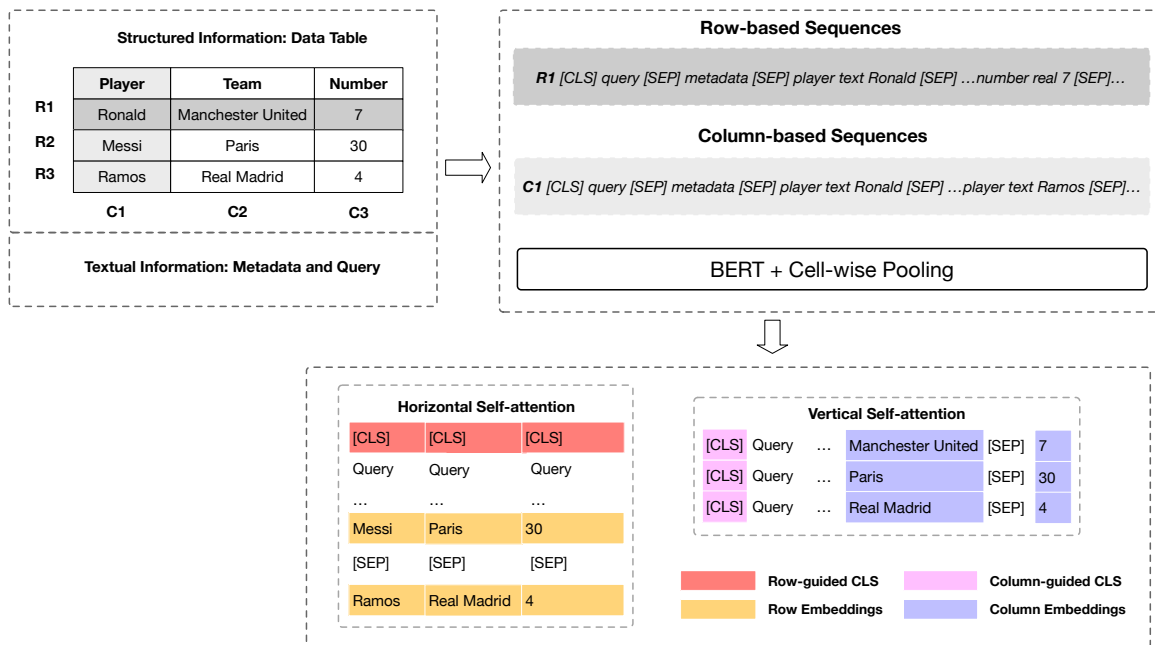 Structured Information: Data Table
Player Team Number
R1 Ronald Manchester United 7
R2 Messi Paris 30
R3 Ramos Real Madrid 4
C1 C2 C3
Textual Information: Metadata and Query
Row-based Sequences
R1 [CLS] query [SEP] metadata [SEP] player text Ronald [SEP] …number real 7 [SEP]…
Column-based Sequences
C1 [CLS] query [SEP] metadata [SEP] player text Ronald [SEP] …player text Ramos [SEP]…
BERT + Cell-wise Pooling
Horizontal Self-attention
[CLS] [CLS] [CLS]
Query Query Query
… … …
Messi Paris 30
[SEP] [SEP] [SEP]
Ramos Real Madrid 4
Vertical Self-attention
[CLS] Query … Manchester United [SEP] 7
[CLS] Query … Paris [SEP] 30
[CLS] Query … Real Madrid [SEP] 4
Row-guided CLS Column-guided CLS
Row Embeddings Column Embeddings